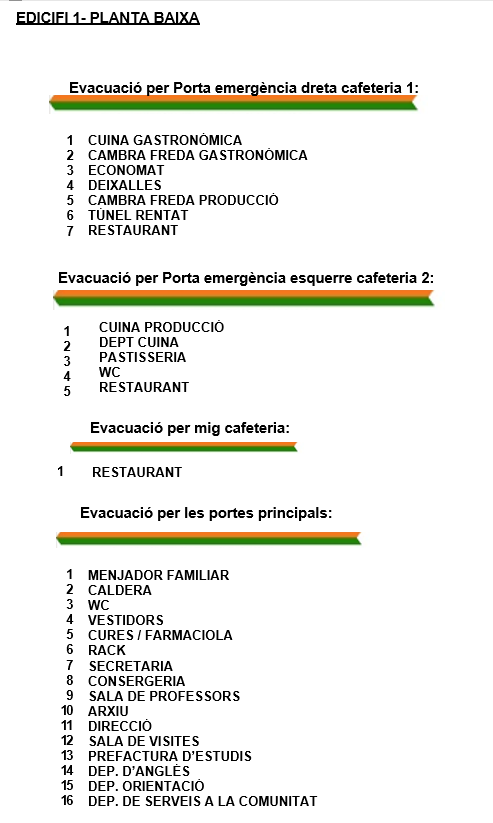 EDICIFI 1- PLANTA BAIXA
Evacuació per Porta emergència dreta cafeteria 1:
1 CUINA GASTRONÒMICA
2 CAMBRA FREDA GASTRONÒMICA
3 ECONOMAT
4 DEIXALLES
5 CAMBRA FREDA PRODUCCIÓ
6 TÚNEL RENTAT
7 RESTAURANT
Evacuació per Porta emergència esquerre cafeteria 2:
1 CUINA PRODUCCIÓ
2 DEPT CUINA
3 PASTISSERIA
4 WC
5 RESTAURANT
Evacuació per mig cafeteria:
1 RESTAURANT
Evacuació per les portes principals:
1 MENJADOR FAMILIAR
2 CALDERA
3 WC
4 VESTIDORS
5 CURES / FARMACIOLA
6 RACK
7 SECRETARIA
8 CONSERGERIA
9 SALA DE PROFESSORS
10 ARXIU
11 DIRECCIÓ
12 SALA DE VISITES
13 PREFACTURA D'ESTUDIS
14 DEP. D'ANGLÈS
15 DEP. ORIENTACIÓ
16 DEP. DE SERVEIS A LA COMUNITAT